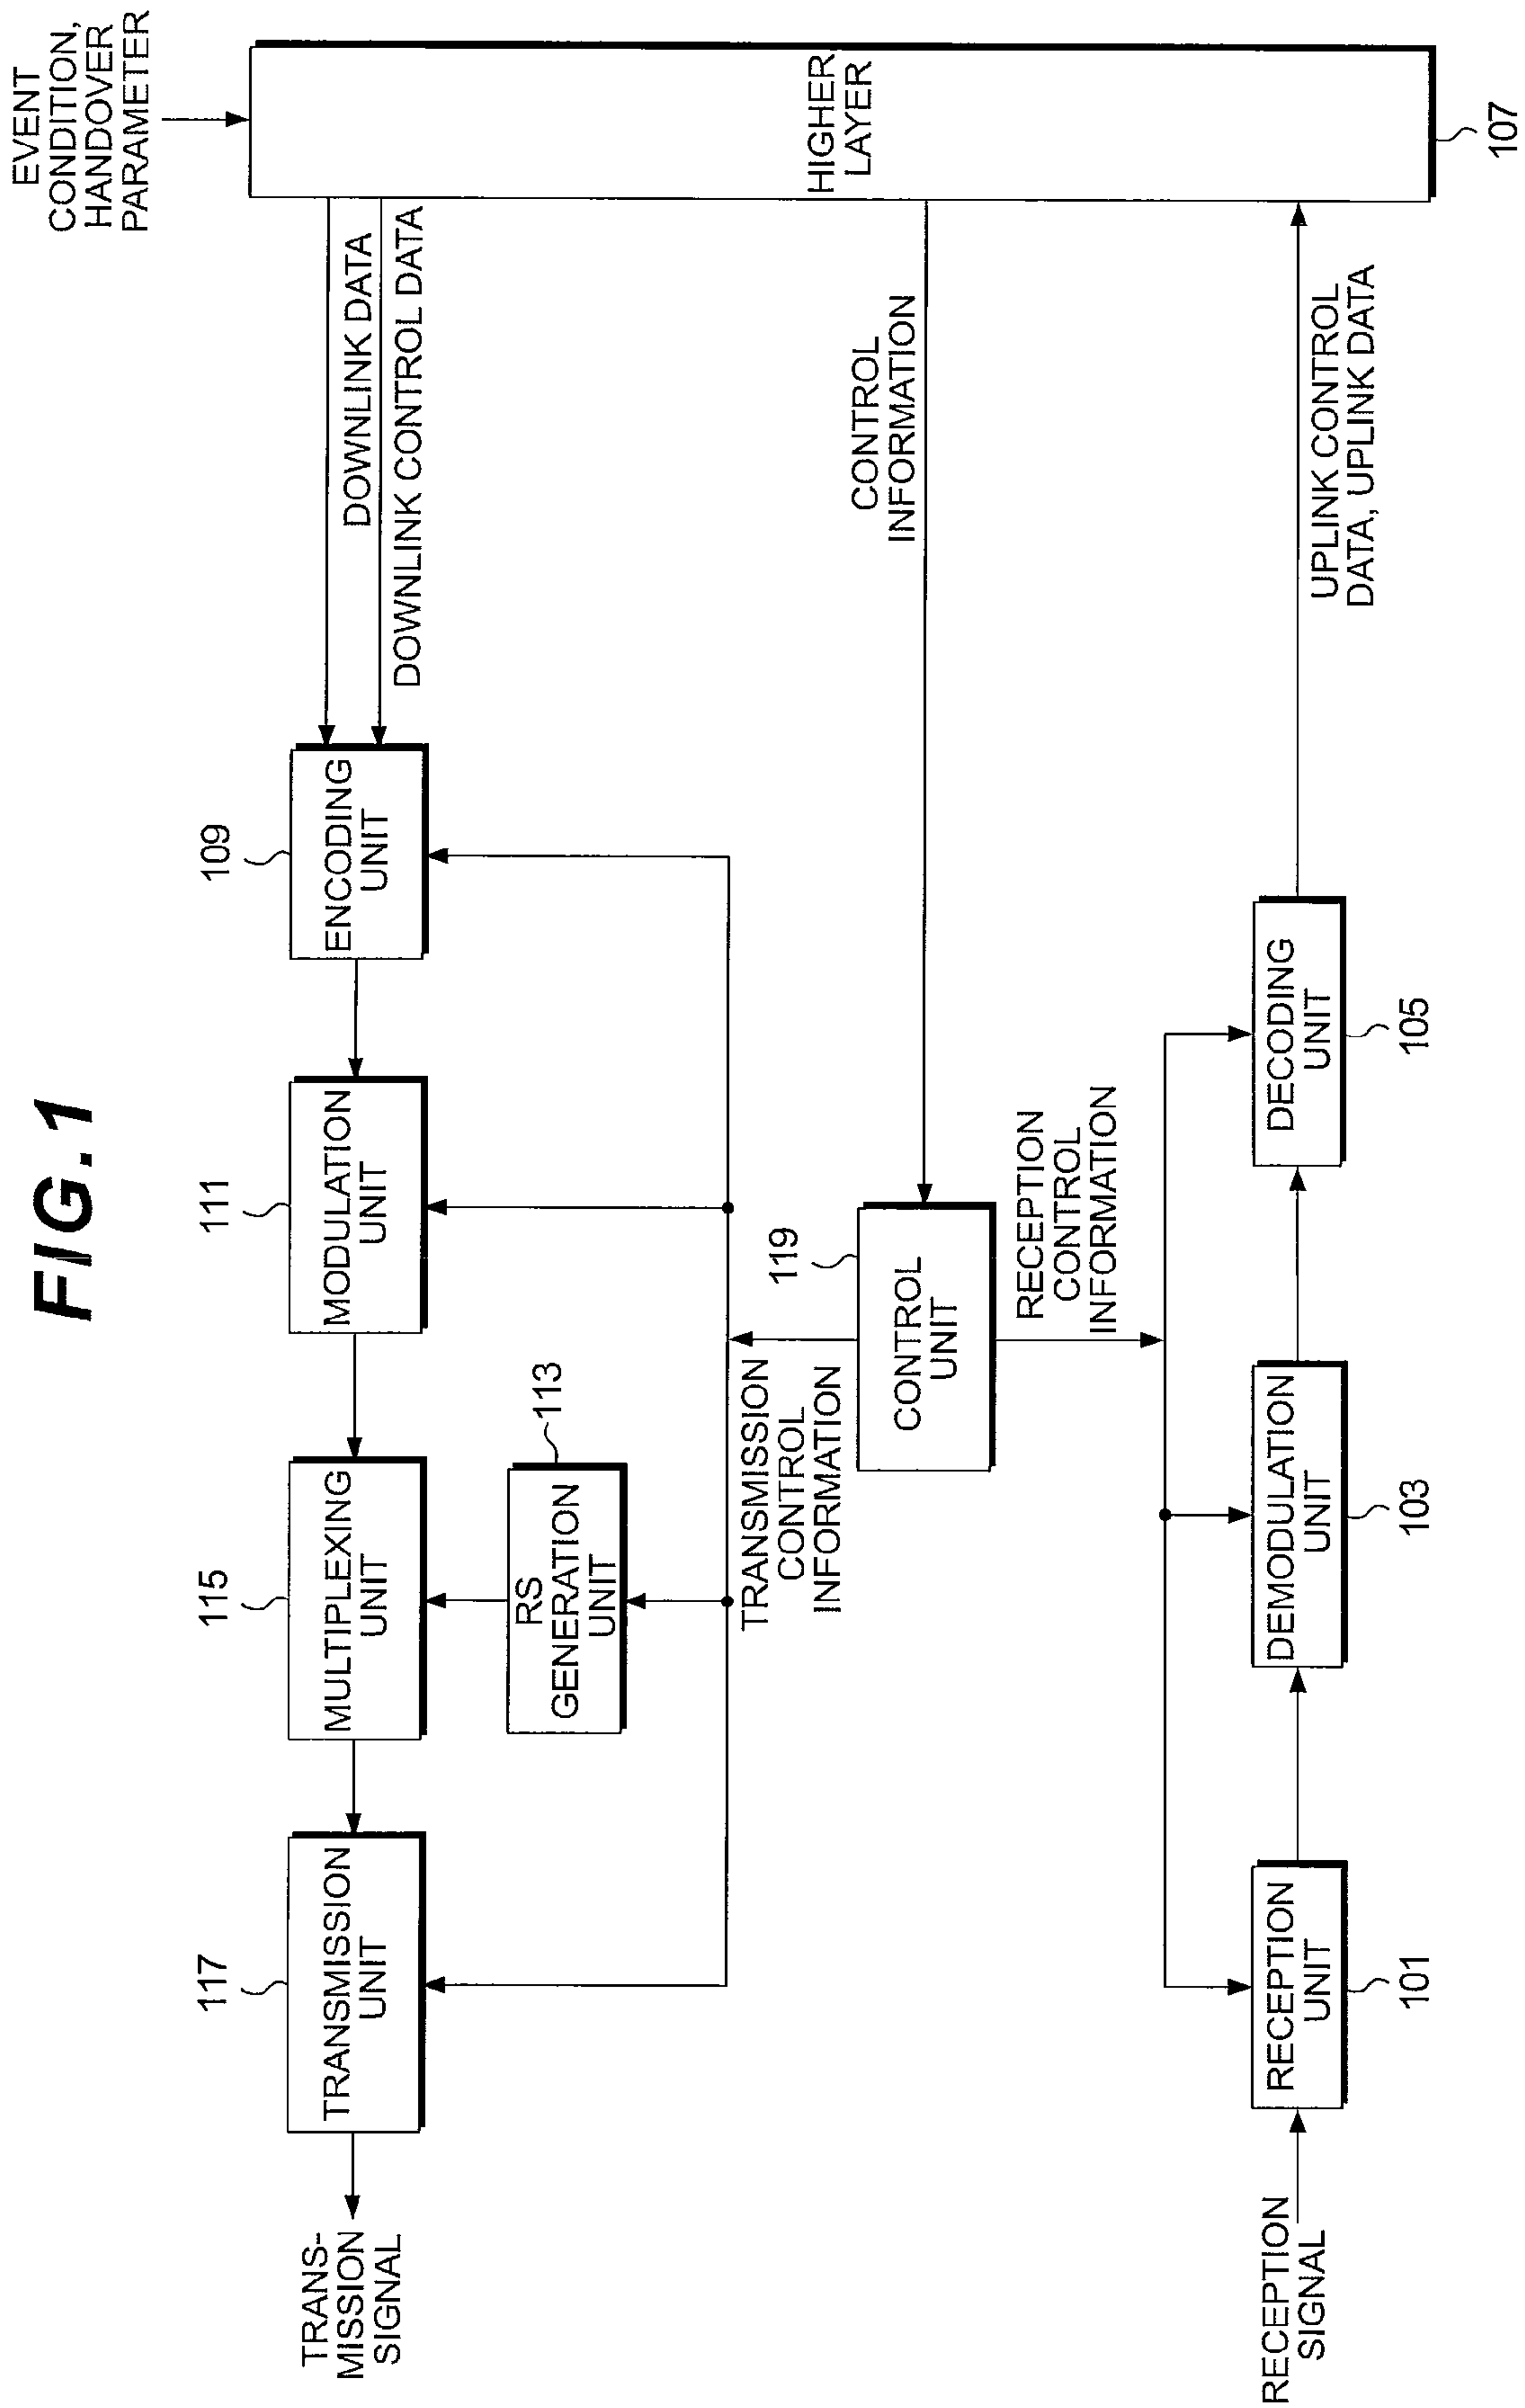 FIG.1
EVENT
CONDITION,
HANDOVER
PARAMETER
TRANS-
MISSION
SIGNAL
117
TRANSMISSION
UNIT
115
MULTIPLEXING
UNIT
111
MODULATION
UNIT
109
ENCODING
UNIT
DOWNLINK DATA
DOWNLINK CONTROL DATA
113
RS
GENERATION
UNIT
TRANSMISSION
CONTROL
INFORMATION
119
CONTROL
UNIT
CONTROL
INFORMATION
HIGHER
LAYER
107
RECEPTION
CONTROL
INFORMATION
RECEPTION
SIGNAL
RECEPTION
UNIT
101
DEMODULATION
UNIT
103
DECODING
UNIT
105
UPLINK CONTROL
DATA, UPLINK DATA